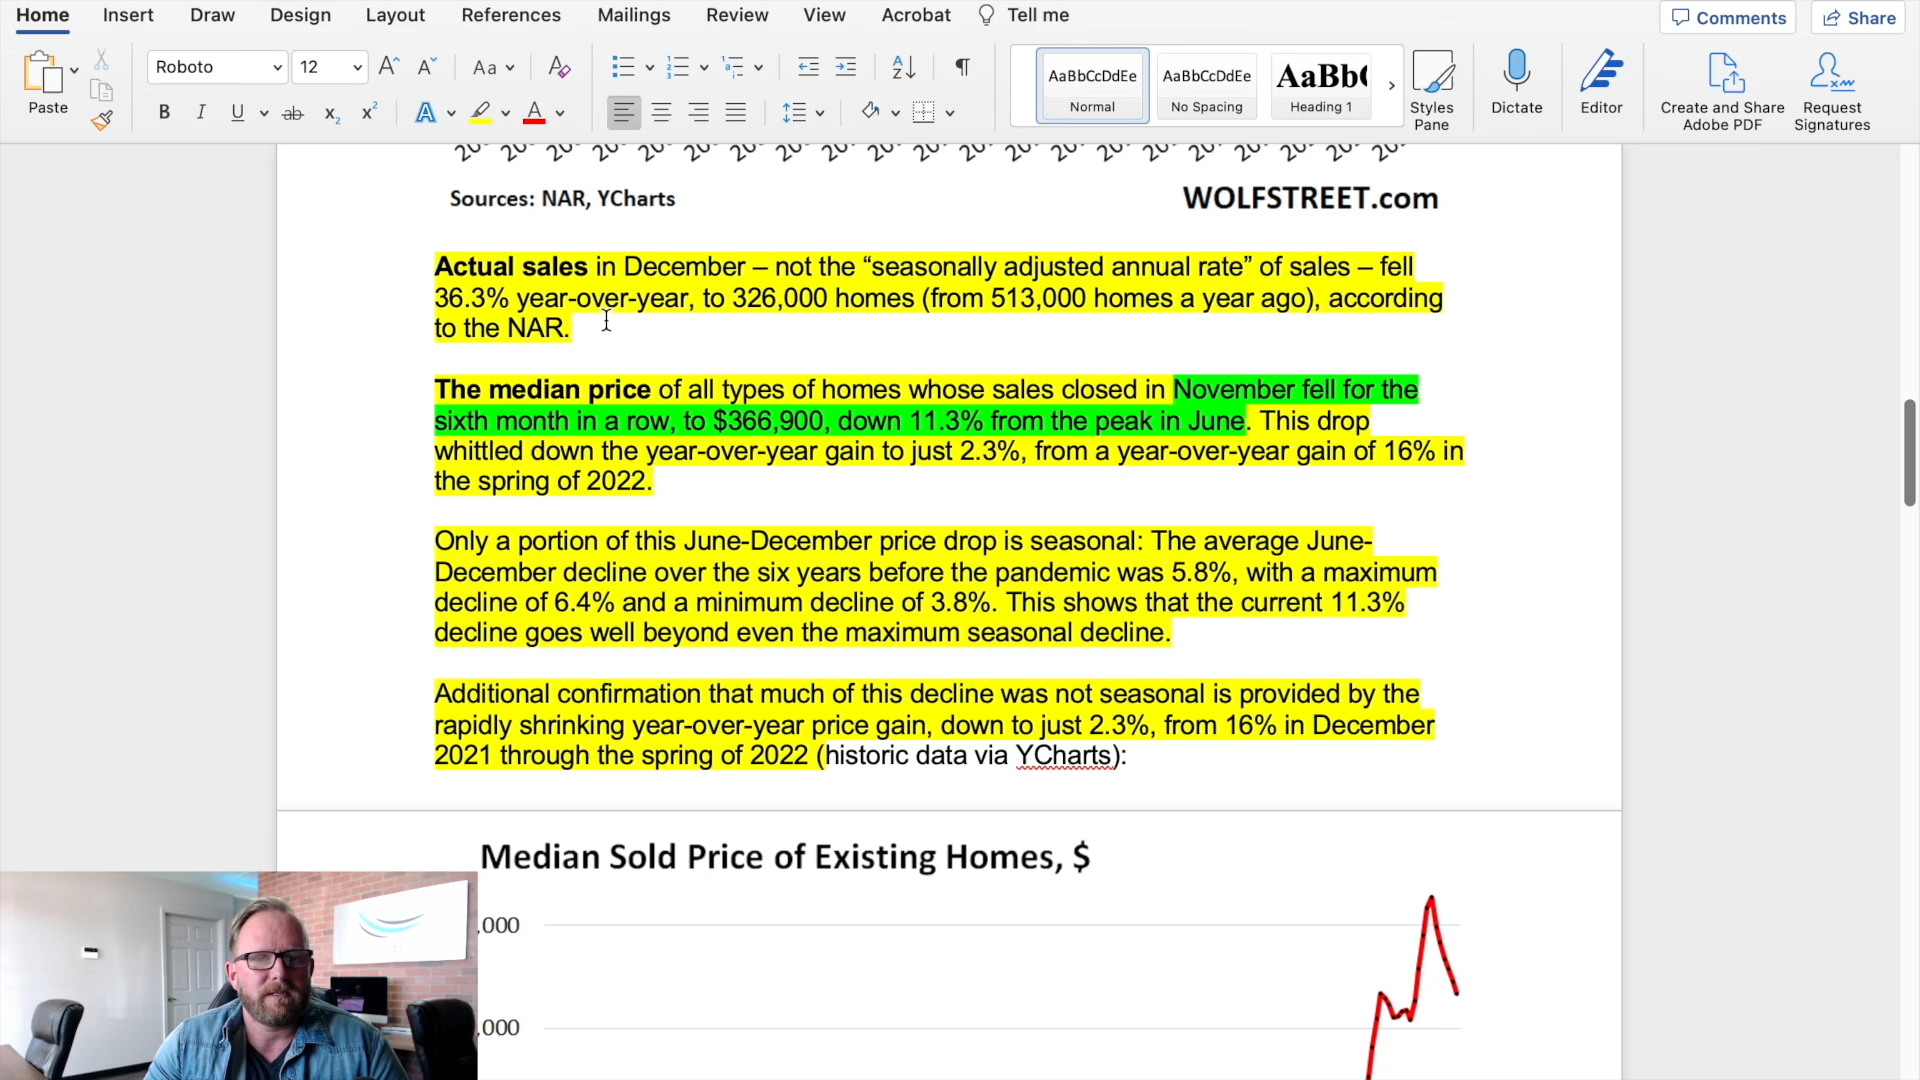 Home Insert Draw Design Layout References Mailings Review View Acrobat Tell me Comments Share
Roboto 12 Aa
Paste
B I U ab x₂ x² A A
AaBbCcDdEe AaBbCcDdEe AaBb(
Normal No Spacing Heading 1
Styles Pane
Dictate
Editor
Create and Share Adobe PDF
Request Signatures
Sources: NAR, YCharts WOLFSTREET.com
Actual sales in December – not the “seasonally adjusted annual rate” of sales – fell
36.3% year-over-year, to 326,000 homes (from 513,000 homes a year ago), according
to the NAR.
The median price of all types of homes whose sales closed in November fell for the
sixth month in a row, to $366,900, down 11.3% from the peak in June. This drop
whittled down the year-over-year gain to just 2.3%, from a year-over-year gain of 16% in
the spring of 2022.
Only a portion of this June-December price drop is seasonal: The average June-
December decline over the six years before the pandemic was 5.8%, with a maximum
decline of 6.4% and a minimum decline of 3.8%. This shows that the current 11.3%
decline goes well beyond even the maximum seasonal decline.
Additional confirmation that much of this decline was not seasonal is provided by the
rapidly shrinking year-over-year price gain, down to just 2.3%, from 16% in December
2021 through the spring of 2022 (historic data via YCharts):
Median Sold Price of Existing Homes, $
,000
,000